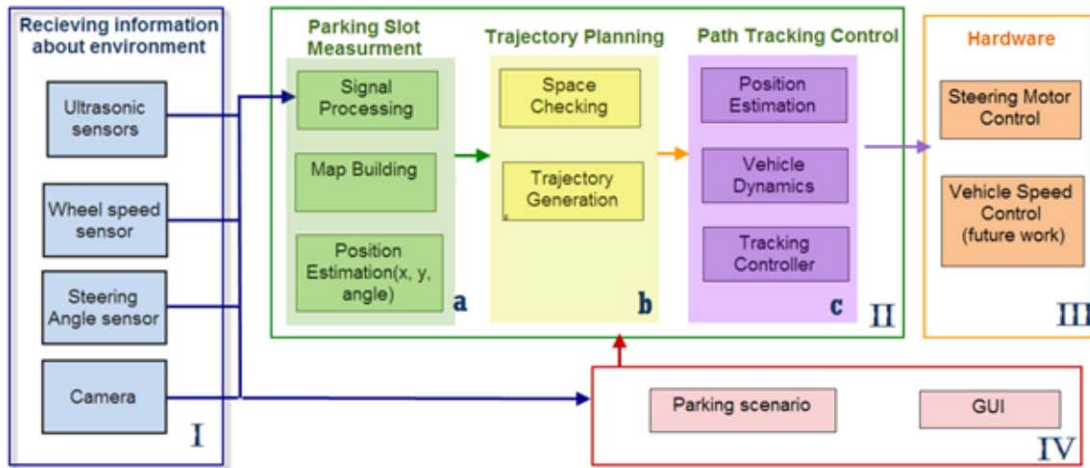 Recieving information
about environment
Ultrasonic
sensors
Wheel speed
sensor
Steering
Angle sensor
Camera
I
Parking Slot
Measurment
Signal
Processing
Map Building
Position
Estimation(x, y,
angle)
a
Trajectory Planning
Space
Checking
Trajectory
Generation
b
Path Tracking Control
Position
Estimation
Vehicle
Dynamics
Tracking
Controller
c
II
Hardware
Steering Motor
Control
Vehicle Speed
Control
(future work)
III
Parking scenario
GUI
IV